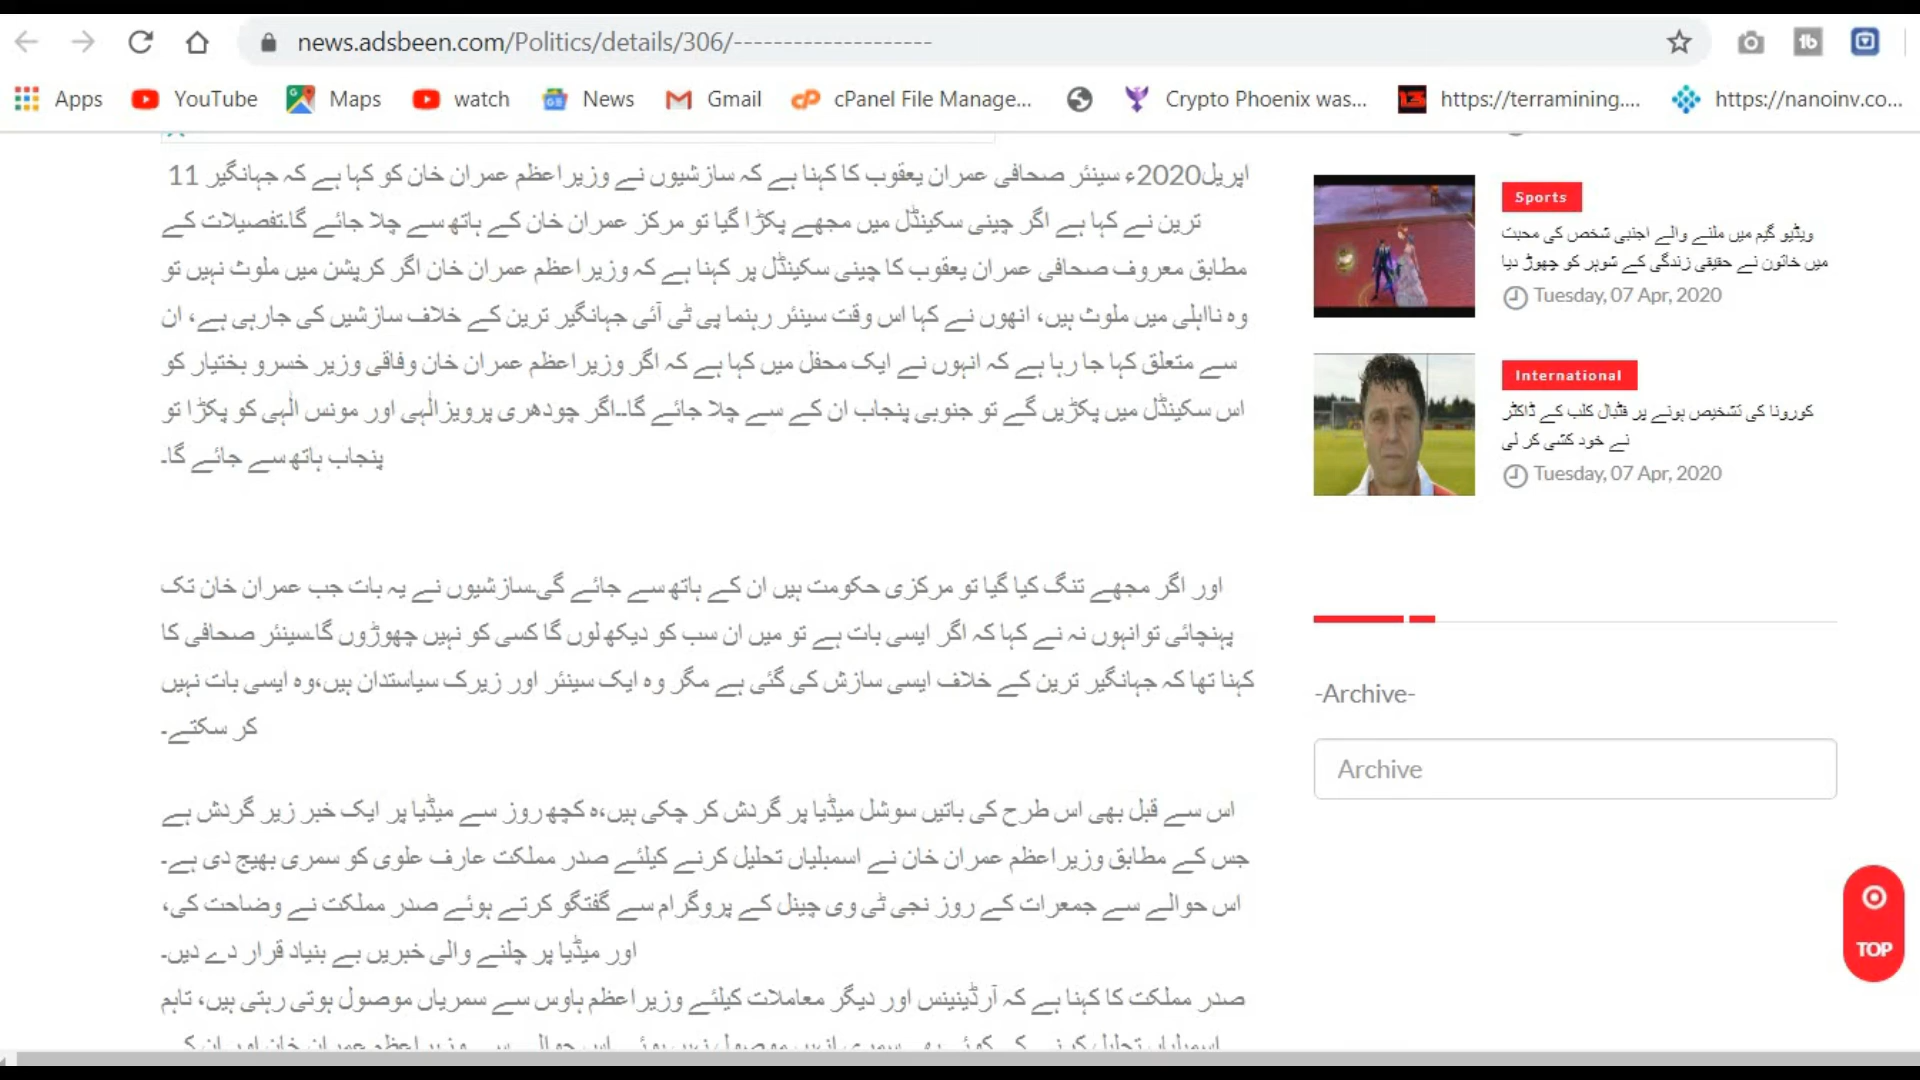 news.adsbeen.com/Politics/details/306/--------------------
Apps
YouTube
Maps
watch
News
Gmail
cPanel File Manage...
Crypto Phoenix was...
https://terramining....
https://nanoinv.co...
11 اپریل2020ء سینئر صحافی عمران یعقوب کا کہنا ہے کہ سازشیوں نے وزیراعظم عمران خان کو کہا ہے کہ جہانگیر
ترین نے کہا ہے اگر چینی سکینڈل میں مجھے پکڑا گیا تو مرکز عمران خان کے ہاتھ سے چلا جائے گا۔تفصیلات کے
مطابق معروف صحافی عمران یعقوب کا چینی سکینڈل پر کہنا ہے کہ وزیراعظم عمران خان اگر کرپشن میں ملوث نہیں تو
وہ نااہلی میں ملوث ہیں، انھوں نے کہا اس وقت سینئر رہنما پی ٹی آئی جہانگیر ترین کے خلاف سازشیں کی جارہی ہے، ان
سے متعلق کہا جا رہا ہے کہ انہوں نے ایک محفل میں کہا ہے کہ اگر وزیراعظم عمران خان وفاقی وزیر خسرو بختیار کو
اس سکینڈل میں پکڑیں گے تو جنوبی پنجاب ان کے سے چلا جائے گا۔۔اگر چودھری پرویزالٰہی اور مونس الٰہی کو پکڑا تو
پنجاب ہاتھ سے جائے گا۔
اور اگر مجھے تنگ کیا گیا تو مرکزی حکومت ہیں ان کے ہاتھ سے جائے گی۔سازشیوں نے یہ بات جب عمران خان تک
پہنچائی توانہوں نہ نے کہا کہ اگر ایسی بات ہے تو میں ان سب کو دیکھ لوں گا کسی کو نہیں چھوڑوں گا۔سینئر صحافی کا
کہنا تھا کہ جہانگیر ترین کے خلاف ایسی سازش کی گئی ہے مگر وہ ایک سینئر اور زیرک سیاستدان ہیں،وہ ایسی بات نہیں
کر سکتے۔
اس سے قبل بھی اس طرح کی باتیں سوشل میڈیا پر گردش کر چکی ہیں،ہ کچھ روز سے میڈیا پر ایک خبر زیر گردش ہے
جس کے مطابق وزیراعظم عمران خان نے اسمبلیاں تحلیل کرنے کیلئے صدر مملکت عارف علوی کو سمری بھیج دی ہے۔
اس حوالے سے جمعرات کے روز نجی ٹی وی چینل کے پروگرام سے گفتگو کرتے ہوئے صدر مملکت نے وضاحت کی،
اور میڈیا پر چلنے والی خبریں بے بنیاد قرار دے دیں۔
صدر مملکت کا کہنا ہے کہ آرڈیننس اور دیگر معاملات کیلئے وزیراعظم ہاوس سے سمریاں موصول ہوتی رہتی ہیں، تاہم
Sports
ویڈیو گیم میں ملنے والے اجنبی شخص کی محبت
میں خاتون نے حقیقی زندگی کے شوہر کو چھوڑ دیا
Tuesday, 07 Apr, 2020
International
کورونا کی تشخیص ہونے پر فٹبال کلب کے ڈاکٹر
نے خود کشی کر لی
Tuesday, 07 Apr, 2020
-Archive-
Archive
TOP